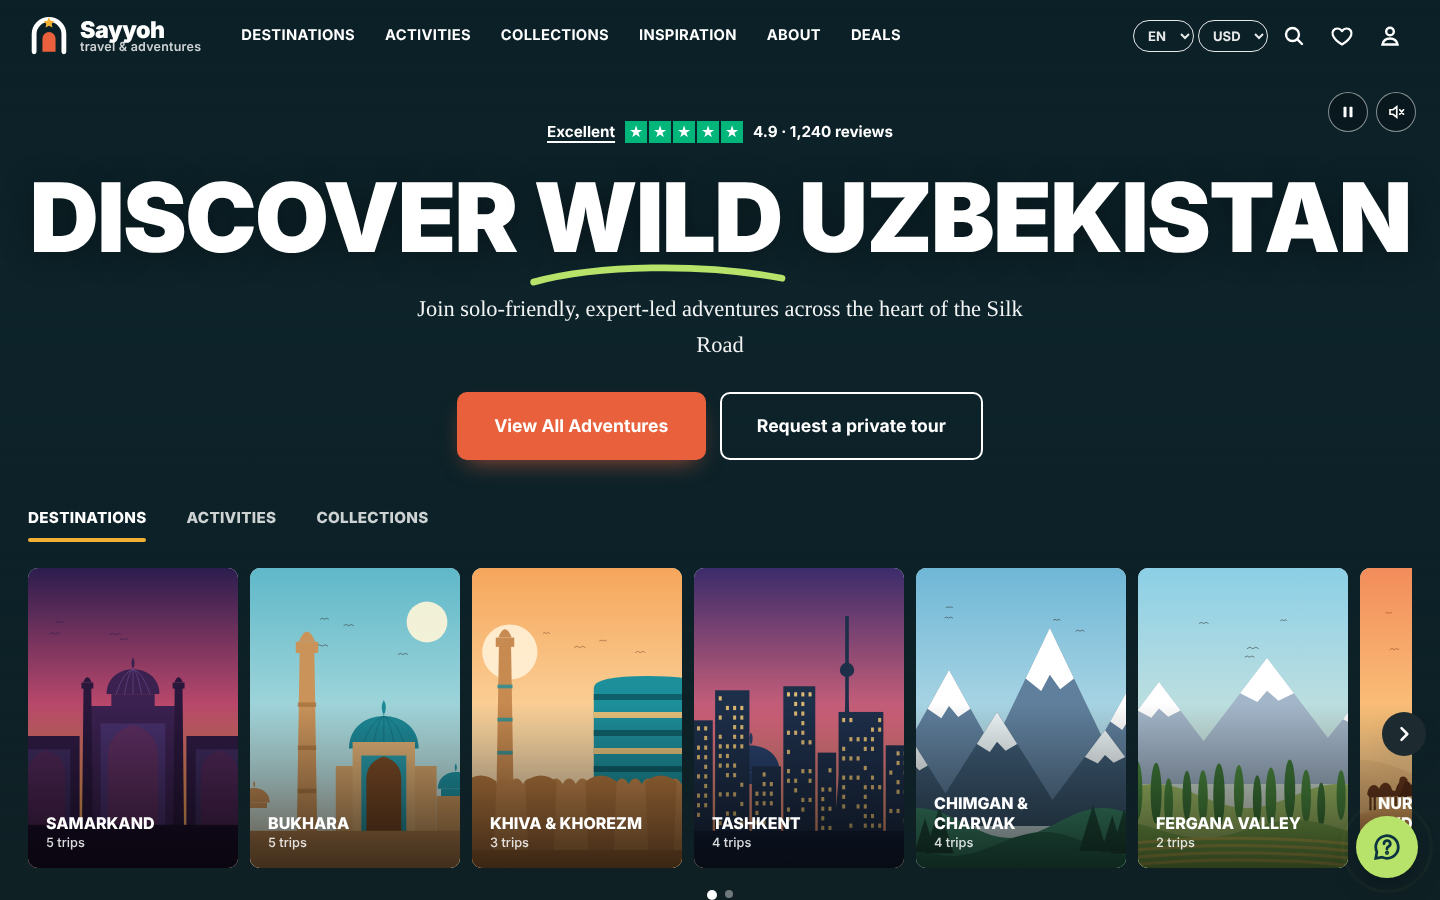 Sayyoh
travel & adventures
DESTINATIONS
ACTIVITIES
COLLECTIONS
INSPIRATION
ABOUT
DEALS
EN
USD
Excellent
4.9 · 1,240 reviews
DISCOVER WILD UZBEKISTAN
Join solo-friendly, expert-led adventures across the heart of the Silk
Road
View All Adventures
Request a private tour
DESTINATIONS
ACTIVITIES
COLLECTIONS
SAMARKAND
5 trips
BUKHARA
5 trips
KHIVA & KHOREZM
3 trips
TASHKENT
4 trips
CHIMGAN &
CHARVAK
4 trips
FERGANA VALLEY
2 trips
NUR